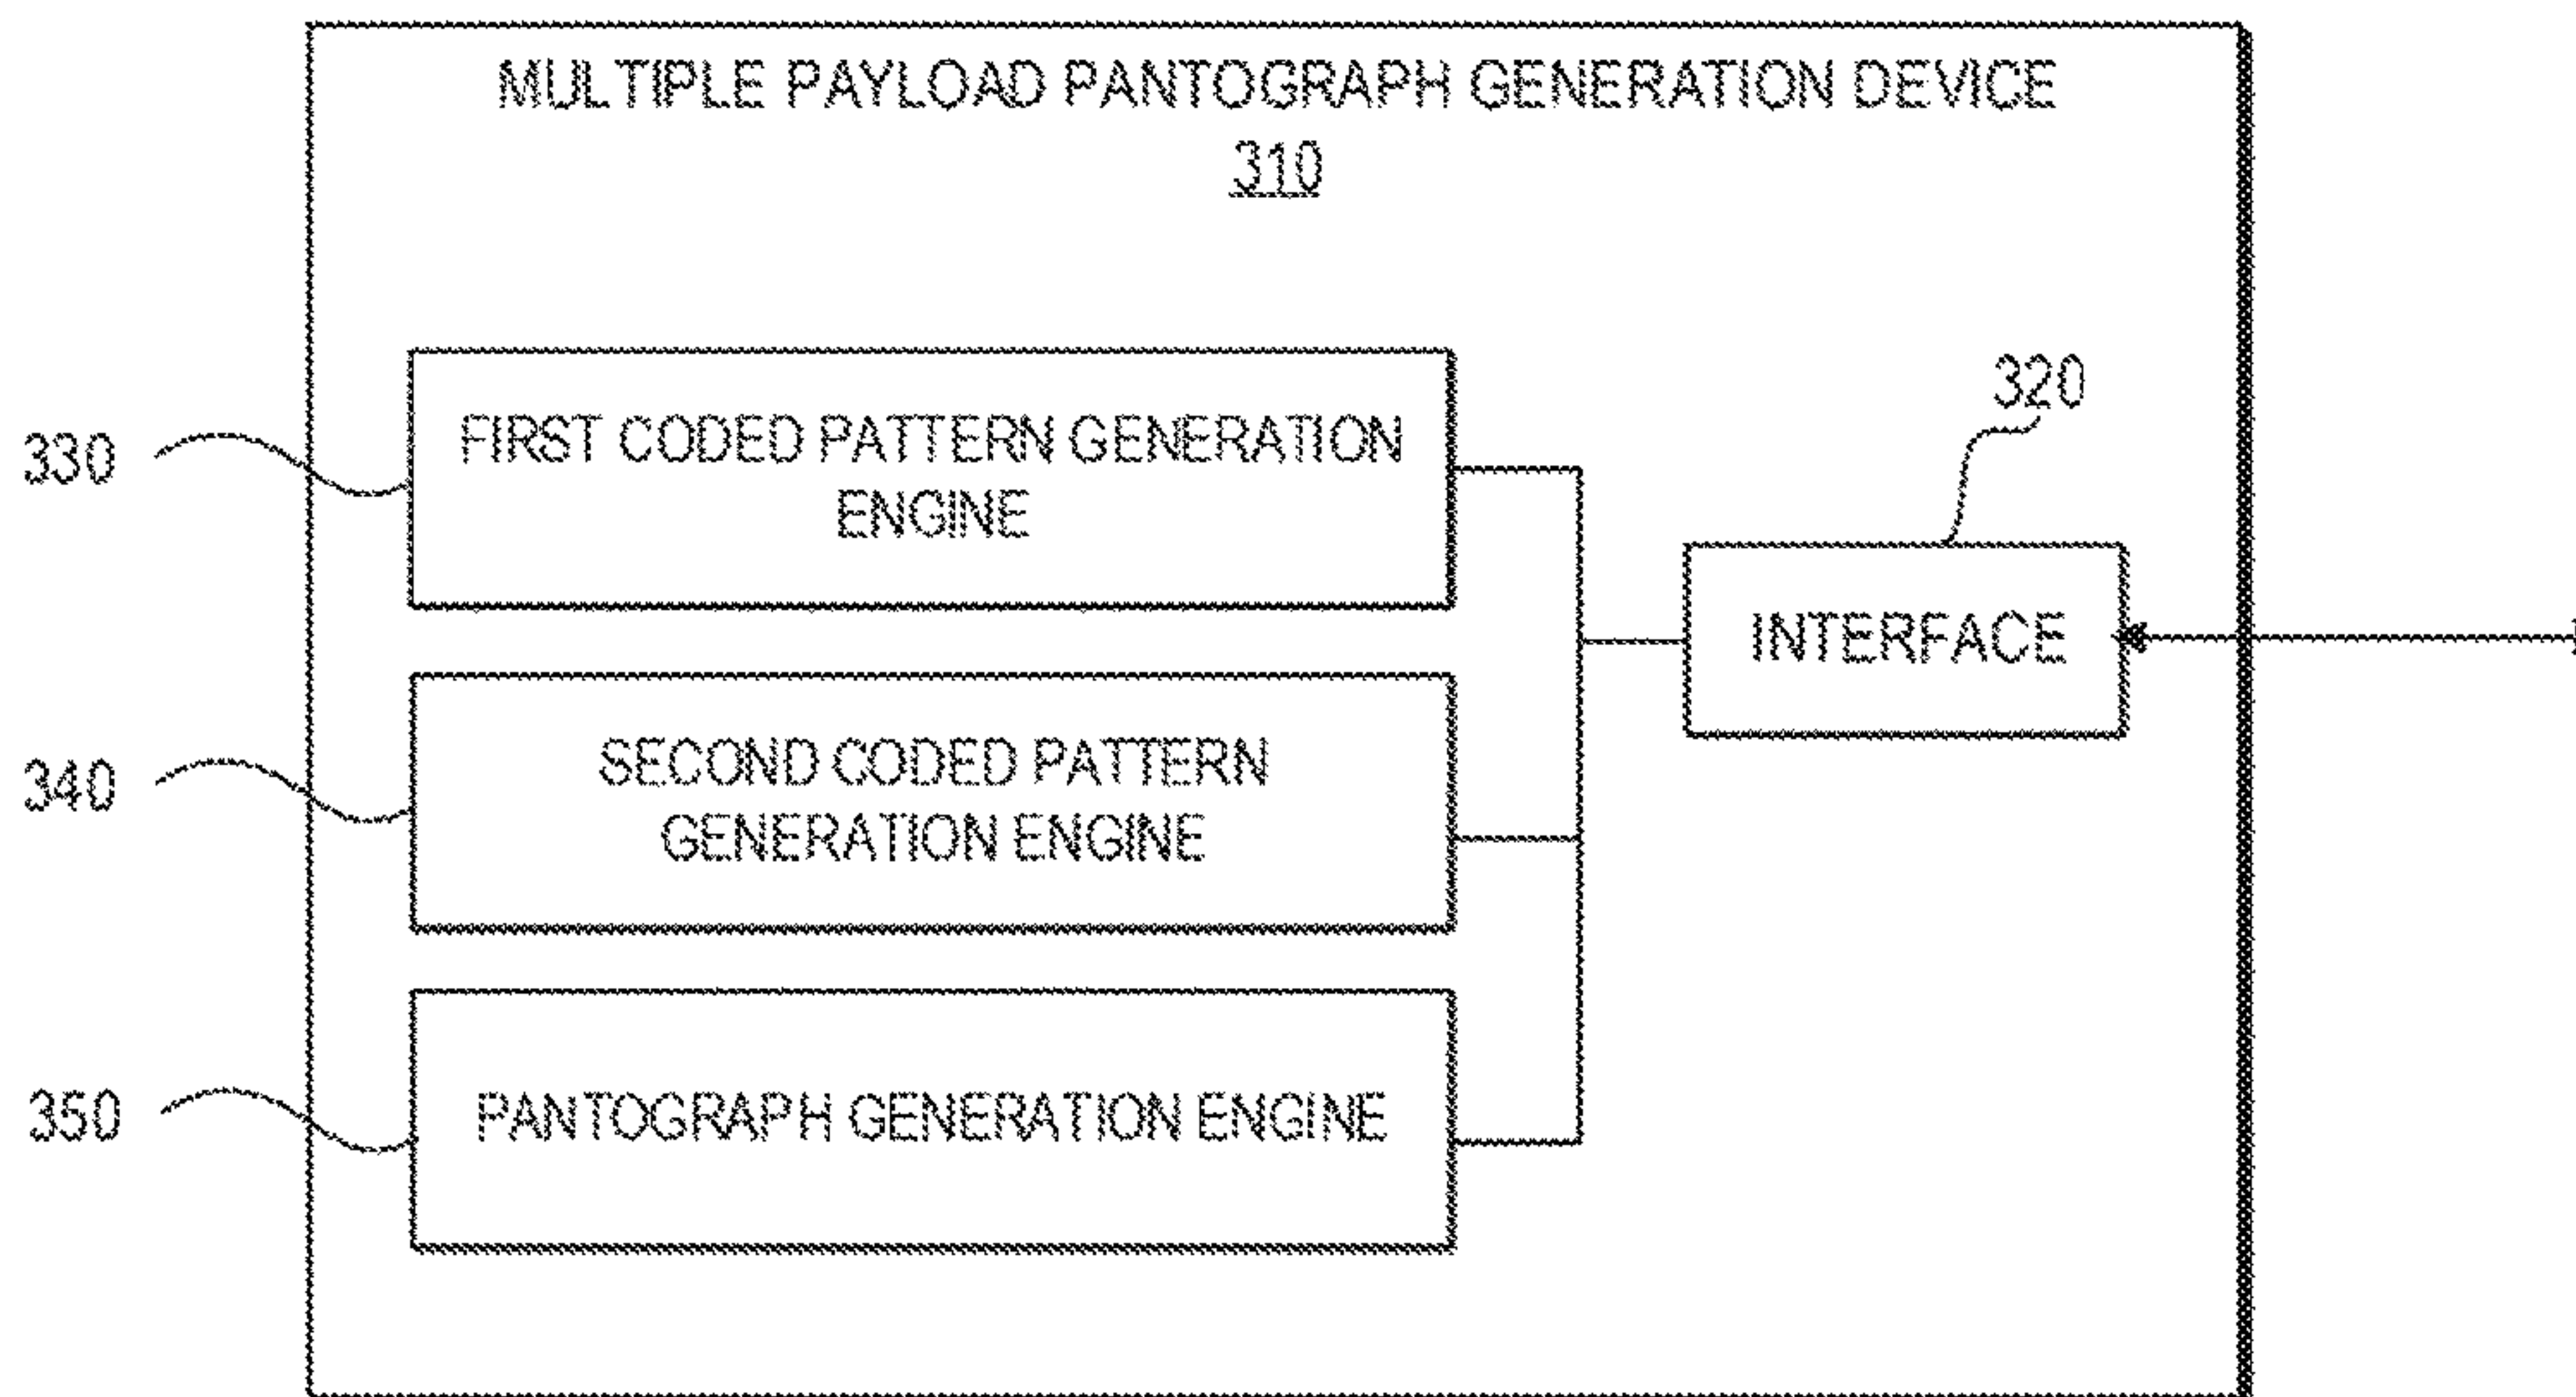 MULTIPLE PAYLOAD PANTOGRAPH GENERATION DEVICE
310
320
330
FIRST CODED PATTERN GENERATION
ENGINE
INTERFACE
340
SECOND CODED PATTERN
GENERATION ENGINE
350
PANTOGRAPH GENERATION ENGINE